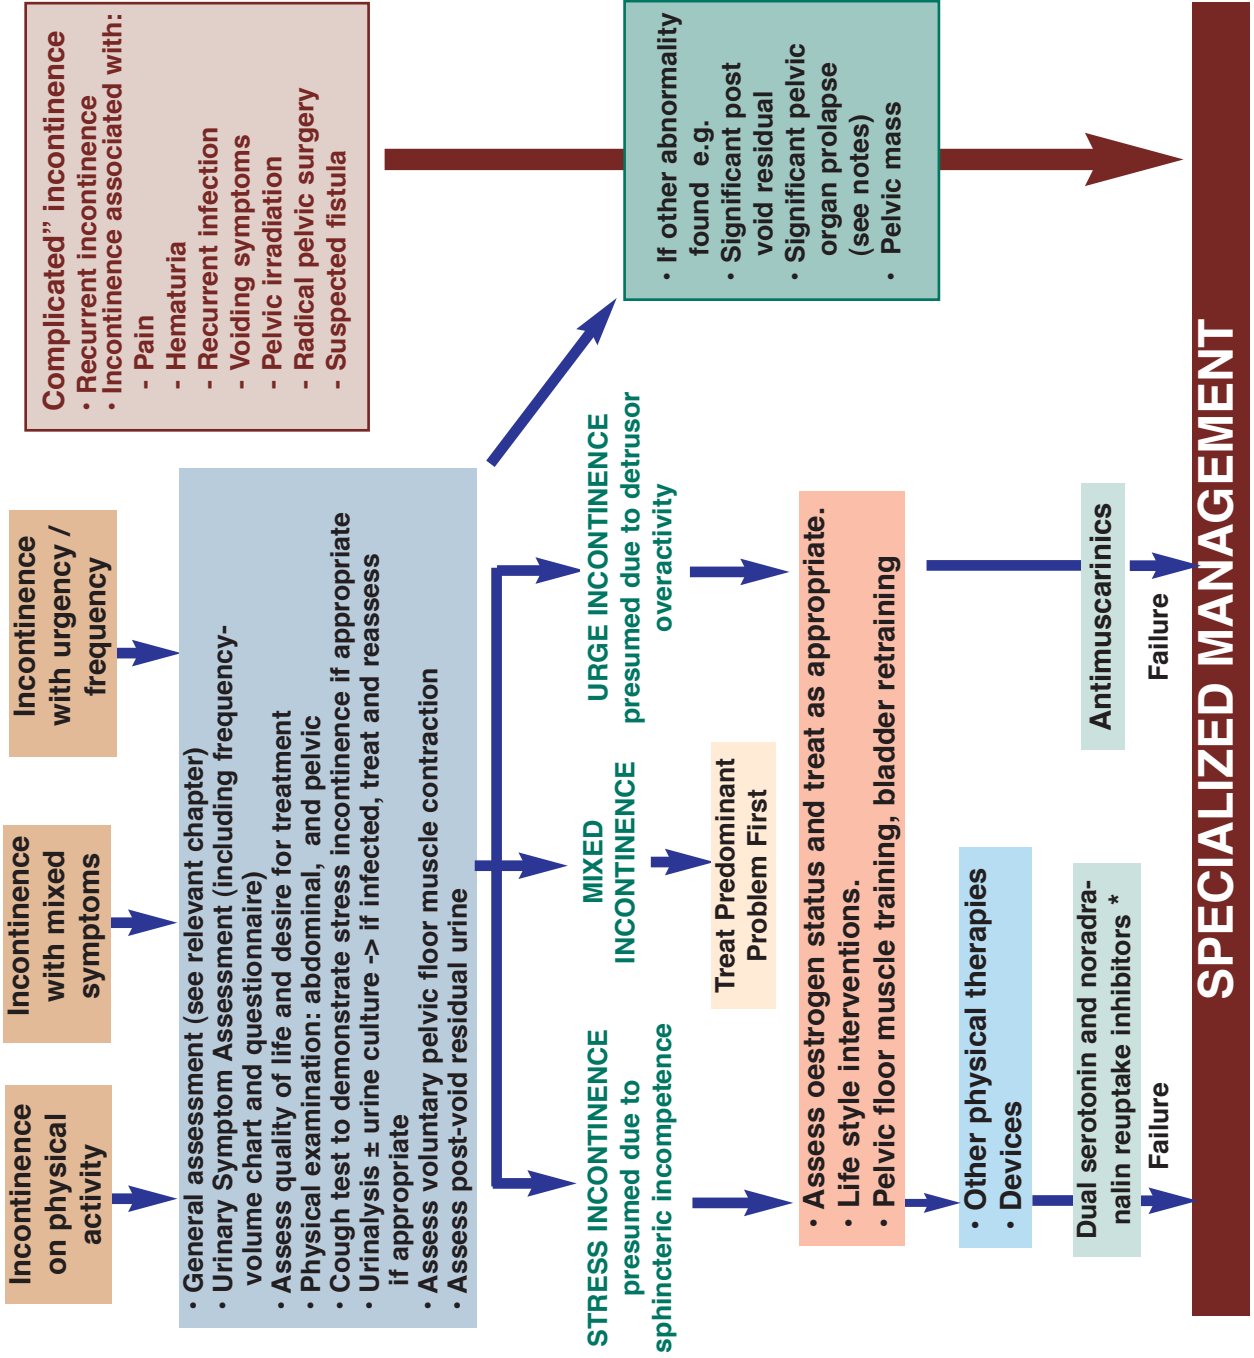 Incontinence
on physical
activity
Incontinence
with mixed
symptoms
Incontinence
with urgency /
frequency
Complicated” incontinence
· Recurrent incontinence
· Incontinence associated with:
- Pain
- Hematuria
- Recurrent infection
- Voiding symptoms
- Pelvic irradiation
- Radical pelvic surgery
- Suspected fistula
· General assessment (see relevant chapter)
· Urinary Symptom Assessment (including frequency-
volume chart and questionnaire)
· Assess quality of life and desire for treatment
· Physical examination: abdominal, and pelvic
· Cough test to demonstrate stress incontinence if appropriate
· Urinalysis ± urine culture -> if infected, treat and reassess
if appropriate
· Assess voluntary pelvic floor muscle contraction
· Assess post-void residual urine
STRESS INCONTINENCE
presumed due to
sphincteric incompetence
MIXED
INCONTINENCE
URGE INCONTINENCE
presumed due to detrusor
overactivity
· If other abnormality
found e.g.
· Significant post
void residual
· Significant pelvic
organ prolapse
(see notes)
· Pelvic mass
Treat Predominant
Problem First
· Assess oestrogen status and treat as appropriate.
· Life style interventions.
· Pelvic floor muscle training, bladder retraining
· Other physical therapies
· Devices
Dual serotonin and noradra-
nalin reuptake inhibitors *
Failure
Antimuscarinics
Failure
SPECIALIZED MANAGEMENT